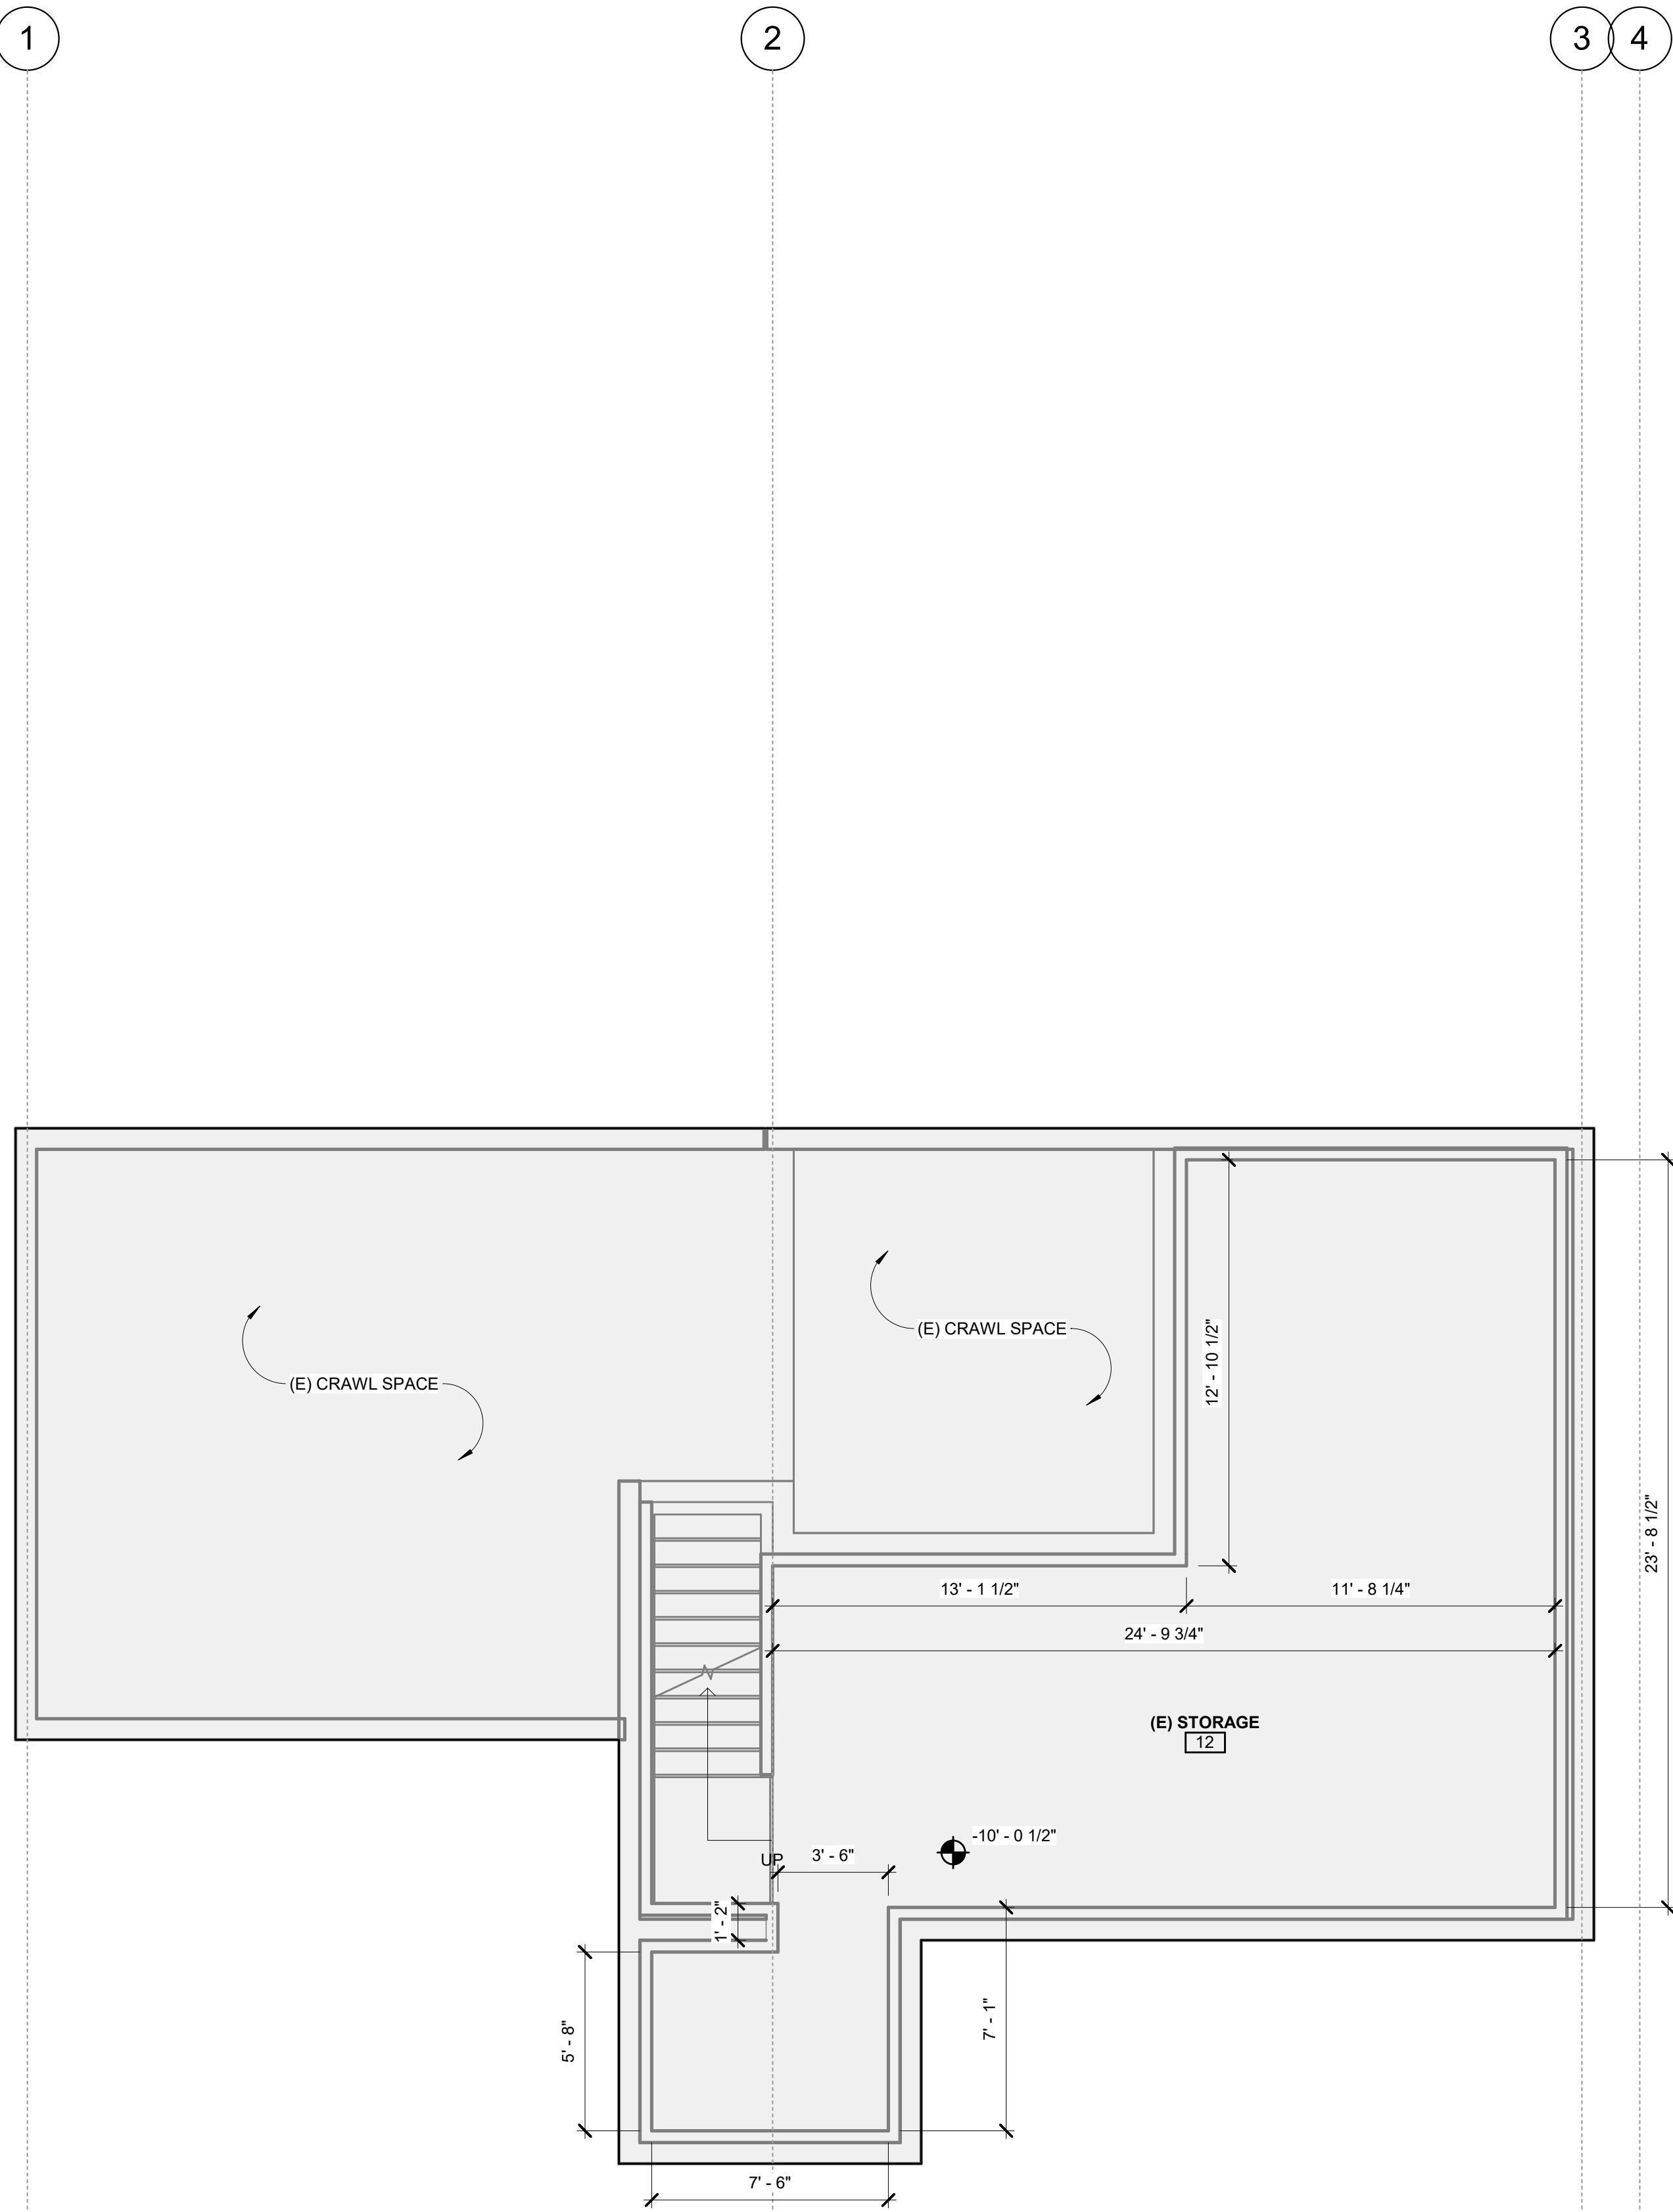 1
2
3
4
(E) CRAWL SPACE
(E) CRAWL SPACE
12' - 10 1/2"
23' - 8 1/2"
13' - 1 1/2"
11' - 8 1/4"
24' - 9 3/4"
(E) STORAGE
12
-10' - 0 1/2"
UP
3' - 6"
1' - 2"
5' - 8"
7' - 1"
7' - 6"